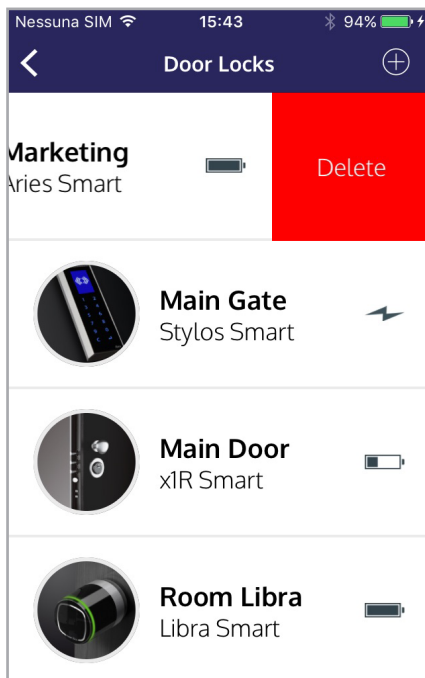 Nessuna SIM 15:43 94%
Door Locks
Marketing
Aries Smart
Delete
Main Gate
Stylos Smart
Main Door
x1R Smart
Room Libra
Libra Smart